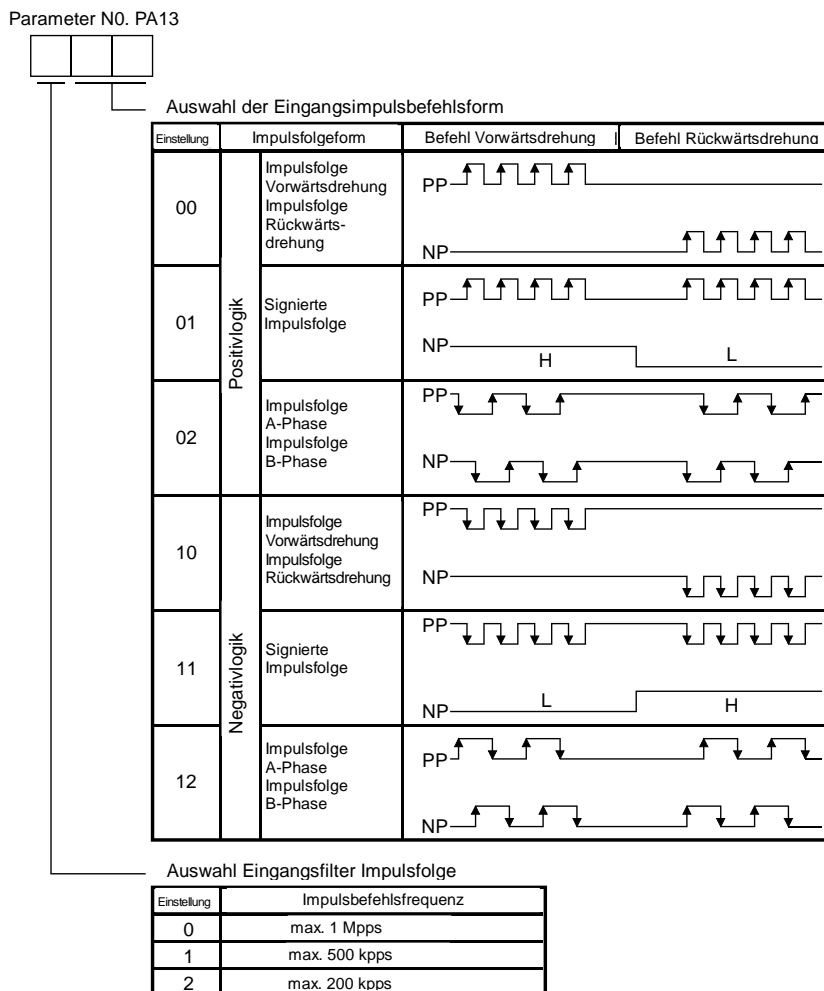 Parameter N0. PA13
Auswahl der Eingangsimpulsbefehlsform
Einstellung Impulsfolgeform Befehl Vorwärtsdrehung Befehl Rückwärtsdrehung
Positivlogik
00
Impulsfolge
Vorwärtsdrehung
Impulsfolge
Rückwärts-
drehung
PP
NP
01
Signierte
Impulsfolge
PP
NP
H L
02
Impulsfolge
A-Phase
Impulsfolge
B-Phase
PP
NP
Negativlogik
10
Impulsfolge
Vorwärtsdrehung
Impulsfolge
Rückwärtsdrehung
PP
NP
11
Signierte
Impulsfolge
PP
NP
L H
12
Impulsfolge
A-Phase
Impulsfolge
B-Phase
PP
NP
Auswahl Eingangsfilter Impulsfolge
Einstellung Impulsbefehlsfrequenz
0 max. 1 Mpps
1 max. 500 kpps
2 max. 200 kpps